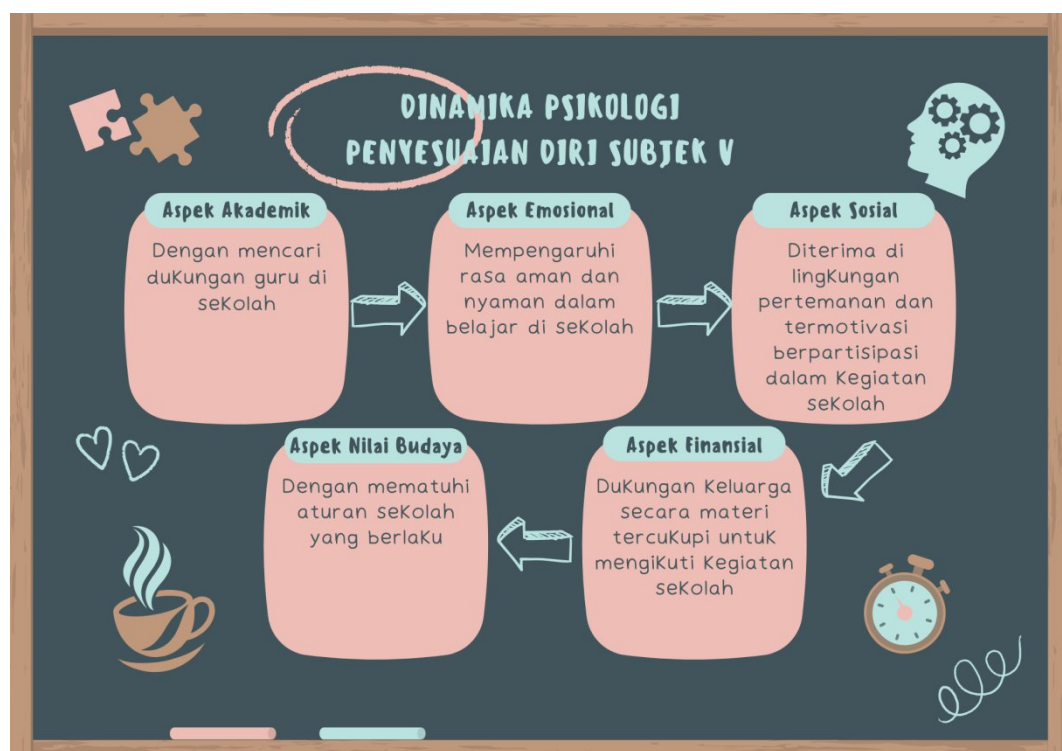 DINAMIKA PSIKOLOGI
PENYESUAIAN DIRI SUBJEK V
Aspek Akademik
Dengan mencari
dukungan guru di
sekolah
Aspek Emosional
Mempengaruhi
rasa aman dan
nyaman dalam
belajar di sekolah
Aspek Sosial
Diterima di
lingkungan
pertemanan dan
termotivasi
berpartisipasi
dalam Kegiatan
sekolah
Aspek Finansial
Dukungan Keluarga
secara materi
tercukupi untuk
mengikuti Kegiatan
sekolah
Aspek Nilai Budaya
Dengan mematuhi
aturan sekolah
yang berlaku